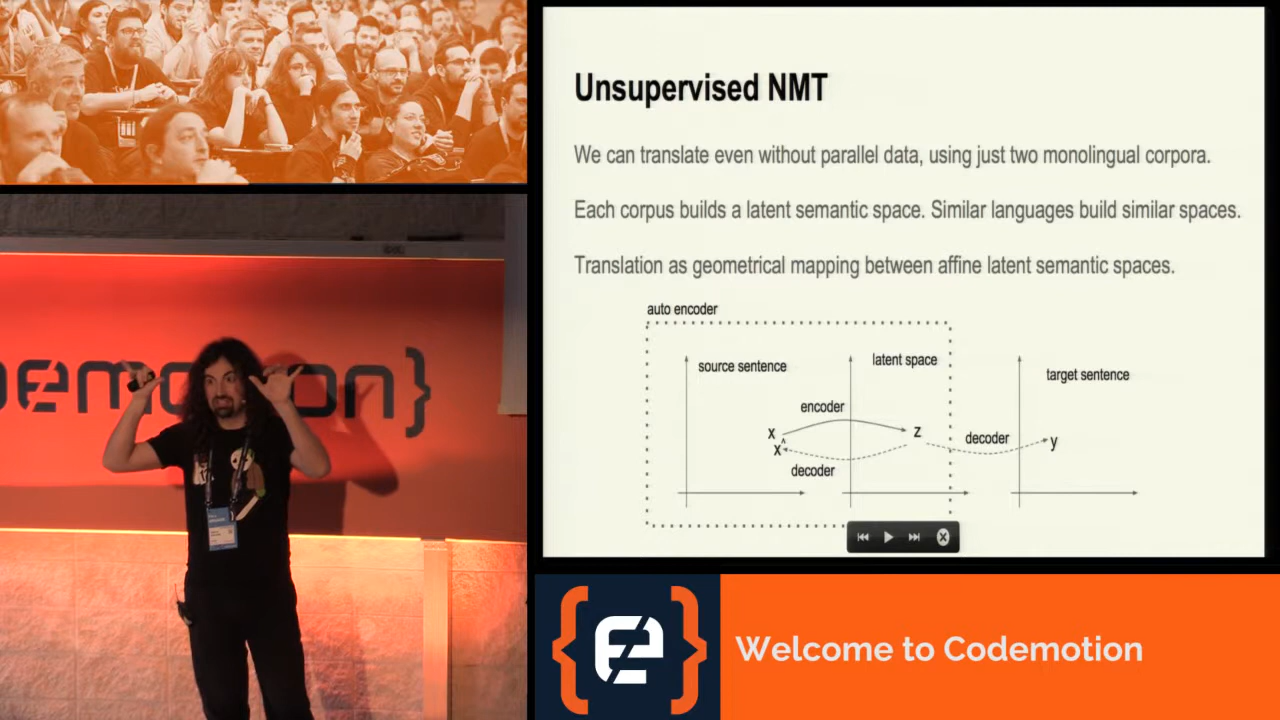 Unsupervised NMT
We can translate even without parallel data, using just two monolingual corpora.
Each corpus builds a latent semantic space. Similar languages build similar spaces.
Translation as geometrical mapping between affine latent semantic spaces.
auto encoder
source sentence
latent space
target sentence
encoder
x
z
x̂
decoder
decoder
y
emotion}
Welcome to Codemotion